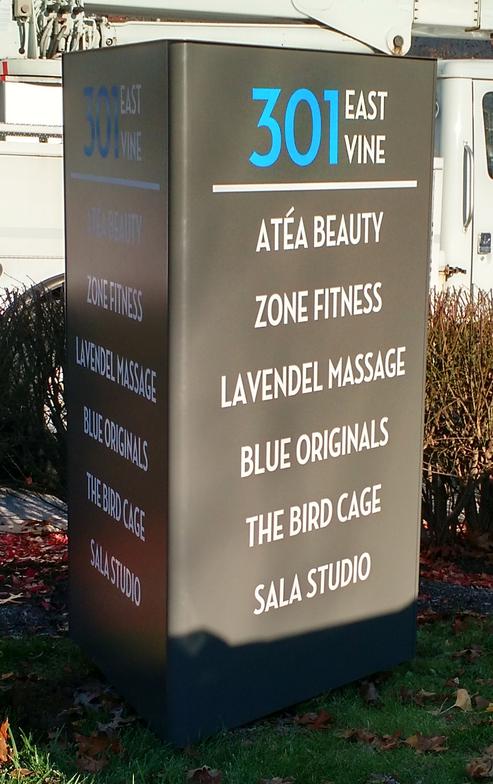 301 EAST
VINE
ATÉA BEAUTY
ZONE FITNESS
LAVENDEL MASSAGE
BLUE ORIGINALS
THE BIRD CAGE
SALA STUDIO
301 EAST
VINE
ATÉA BEAUTY
ZONE FITNESS
LAVENDEL MASSAGE
BLUE ORIGINALS
THE BIRD CAGE
SALA STUDIO